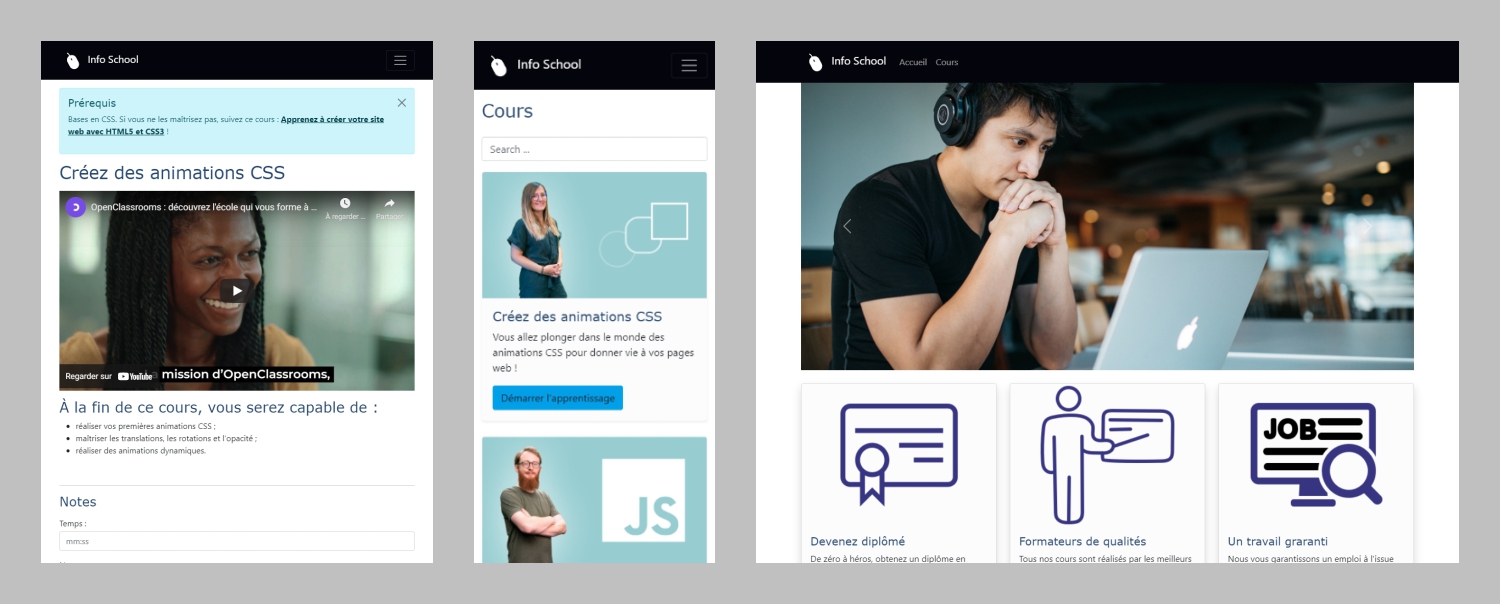 Info School
Prérequis
Bases en CSS. Si vous ne les maîtrisez pas, suivez ce cours : Apprenez à créer votre site
web avec HTML5 et CSS3 !
Créez des animations CSS
OpenClassrooms : découvrez l'école qui vous forme à ...
À regarder ...
Partager
Regarder sur YouTube
mission d'OpenClassrooms,
À la fin de ce cours, vous serez capable de :
réaliser vos premières animations CSS ;
maîtriser les translations, les rotations et l'opacité ;
réaliser des animations dynamiques.
Notes
Temps :
mm:ss
Info School
Cours
Search ...
Créez des animations CSS
Vous allez plonger dans le monde des
animations CSS pour donner vie à vos pages
web !
Démarrer l'apprentissage
JS
Info School
Accueil
Cours
JOB
Devenez diplômé
De zéro à héros, obtenez un diplôme en
Formateurs de qualités
Tous nos cours sont réalisés par les meilleurs
Un travail graranti
Nous vous garantissons un emploi à l'issue